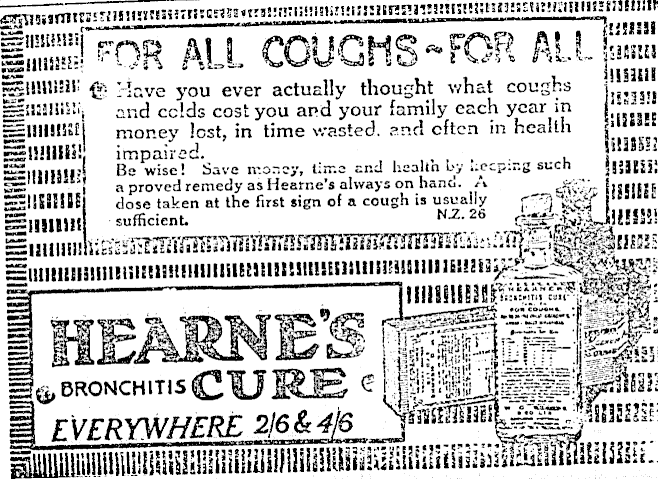 FOR ALL COUGHS~FOR ALL
Have you ever actually thought what coughs
and colds cost you and your family each year in
money lost, in time wasted, and often in health
impaired.
Be wise! Save money, time and health by keeping such
a proved remedy as Hearne's always on hand. A
dose taken at the first sign of a cough is usually
sufficient. N.Z. 26
HEARNE'S
BRONCHITIS CURE
FOR COUGHS
HEARNE'S
BRONCHITIS CURE
EVERYWHERE 2/6 & 4/6